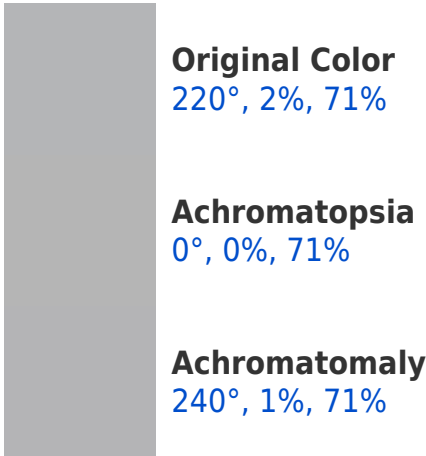 Original Color
220°, 2%, 71%
Achromatopsia
0°, 0%, 71%
Achromatomaly
240°, 1%, 71%